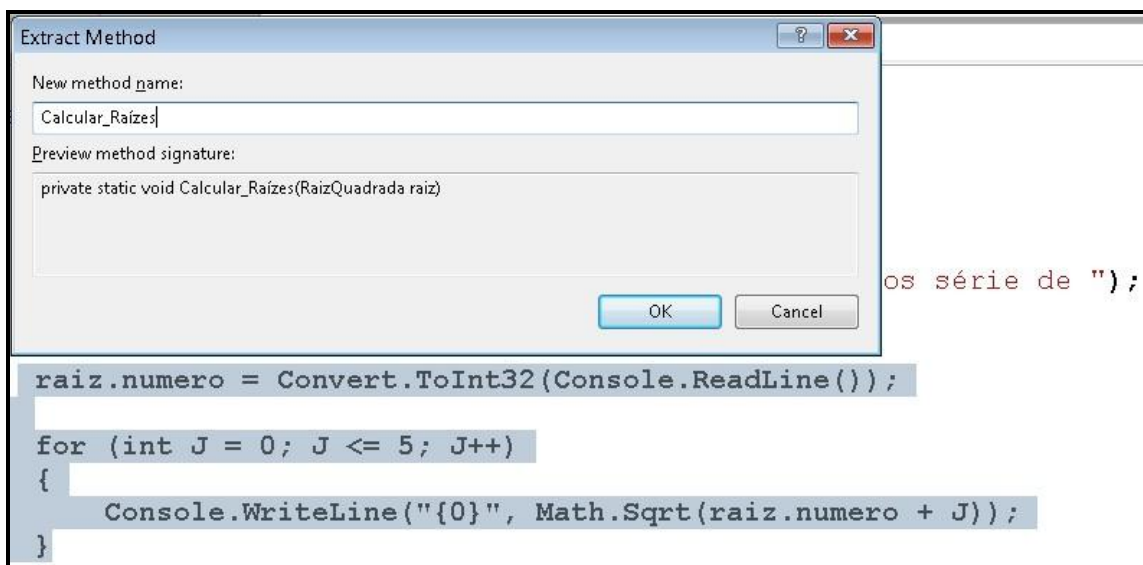 Extract Method
New method name:
Calcular_Raízes
Preview method signature:
private static void Calcular_Raízes(RaizQuadrada raiz)
OK Cancel
os série de ");
raiz.numero = Convert.ToInt32(Console.ReadLine());
for (int J = 0; J <= 5; J++)
{
Console.WriteLine("{0}", Math.Sqrt(raiz.numero + J));
}